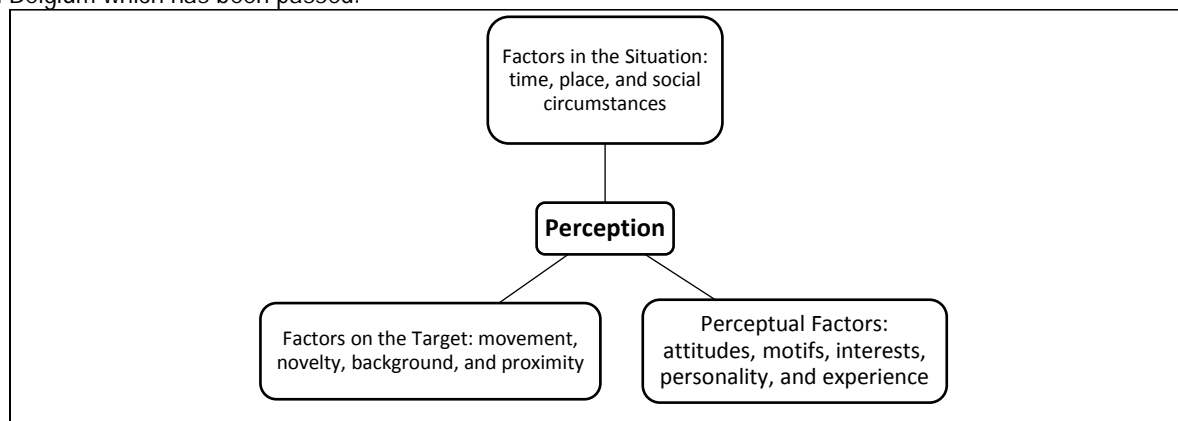 Belgium which has been passed.
Factors in the Situation:
time, place, and social
circumstances
Perception
Factors on the Target: movement,
novelty, background, and proximity
Perceptual Factors:
attitudes, motifs, interests,
personality, and experience